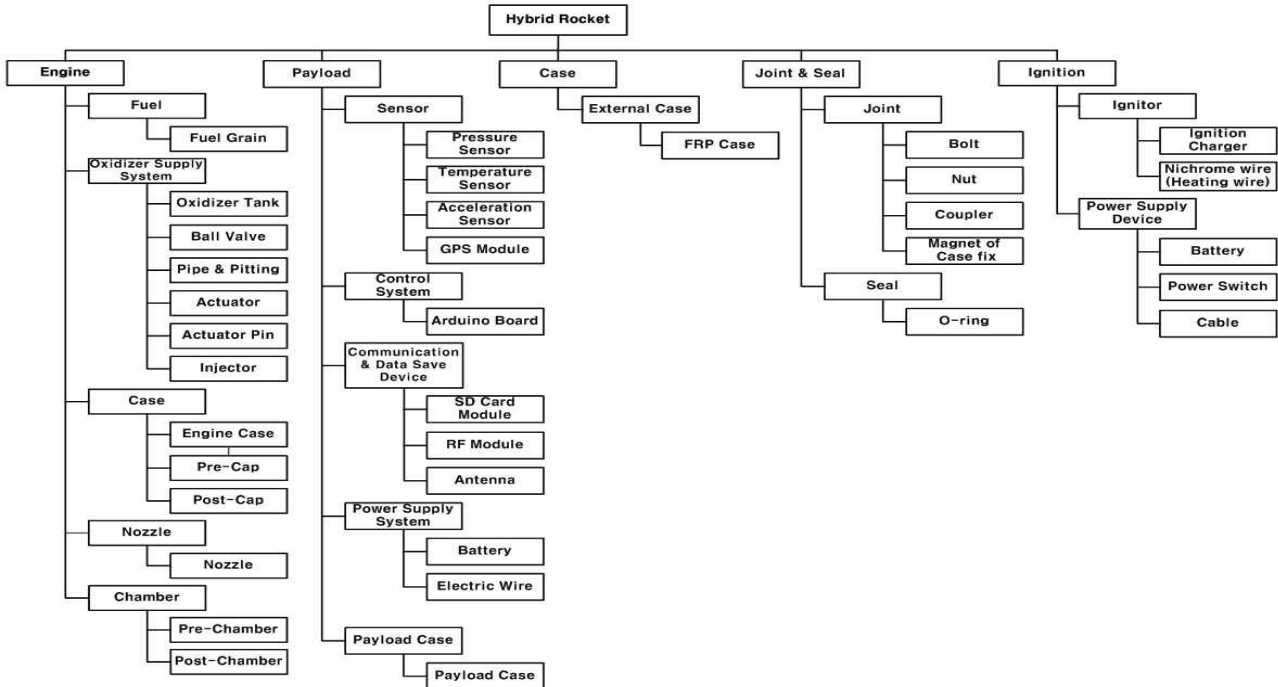 Hybrid Rocket
Engine
Fuel
Fuel Grain
Oxidizer Supply
System
Oxidizer Tank
Ball Valve
Pipe & Pitting
Actuator
Actuator Pin
Injector
Case
Engine Case
Pre-Cap
Post-Cap
Nozzle
Nozzle
Chamber
Pre-Chamber
Post-Chamber
Payload
Sensor
Pressure
Sensor
Temperature
Sensor
Acceleration
Sensor
GPS Module
Control
System
Arduino Board
Communication
& Data Save
Device
SD Card
Module
RF Module
Antenna
Power Supply
System
Battery
Electric Wire
Payload Case
Payload Case
Case
External Case
FRP Case
Joint & Seal
Joint
Bolt
Nut
Coupler
Magnet of
Case fix
Seal
O-ring
Ignition
Ignitor
Ignition
Charger
Nichrome wire
(Heating wire)
Power Supply
Device
Battery
Power Switch
Cable